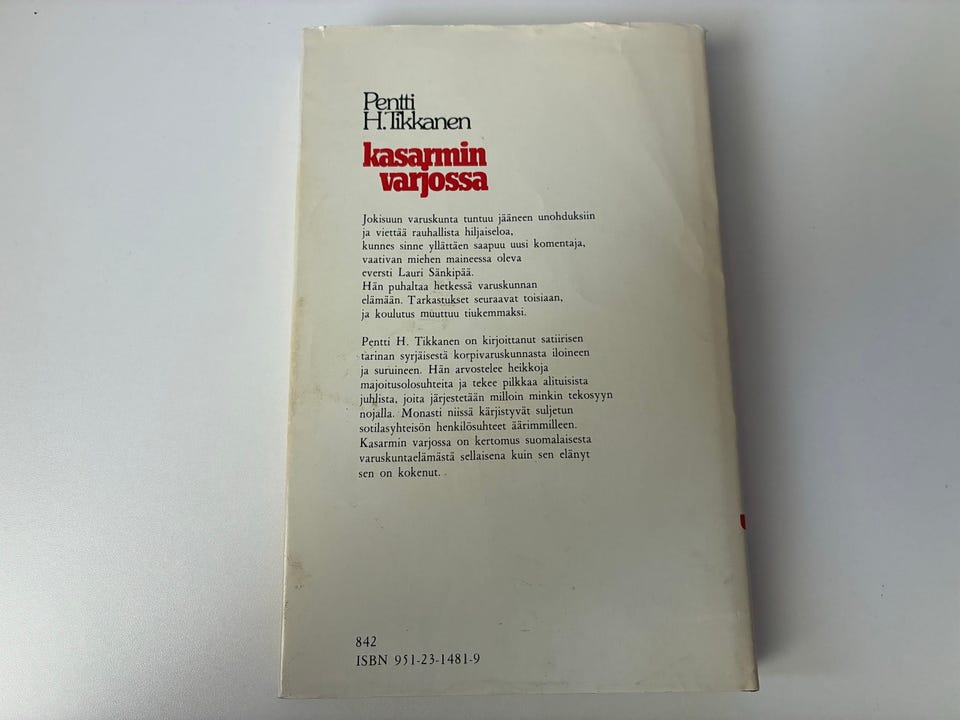 Pentti
H. Tikkanen
kasarmin
varjossa
Jokisuun varuskunta tuntuu jääneen unohduksiin
ja viettää rauhallista hiljaiseloa,
kunnes sinne yllättäen saapuu uusi komentaja,
vaativan miehen maineessa oleva
eversti Lauri Sänkipää.
Hän puhaltaa hetkessä varuskunnan
elämään. Tarkastukset seuraavat toisiaan,
ja koulutus muuttuu tiukemmaksi.
Pentti H. Tikkanen on kirjoittanut satiirisen
tarinan syrjäisestä korpivaruskunnasta iloineen
ja suruineen. Hän arvostelee heikkoja
majoitusolosuhteita ja tekee pilkkaa alituisista
juhlista, joita järjestetään milloin minkin tekosyyn
nojalla. Monasti niissä kärjistyvät suljetun
sotilasyhteisön henkilösuhteet äärimmilleen.
Kasarmin varjossa on kertomus suomalaisesta
varuskuntaelämästä sellaisena kuin sen elänyt
sen on kokenut.
842
ISBN 951-23-1481-9